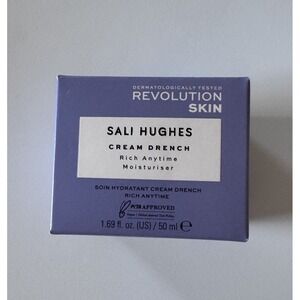 DERMATOLOGICALLY TESTED
REVOLUTION
SKIN
SALI HUGHES
CREAM DRENCH
Rich Anytime
Moisturiser
SOIN HYDRATANT CREAM DRENCH
RICH ANYTIME
BWB APPROVED
1.69 fl. oz. (US) / 50 ml ℮